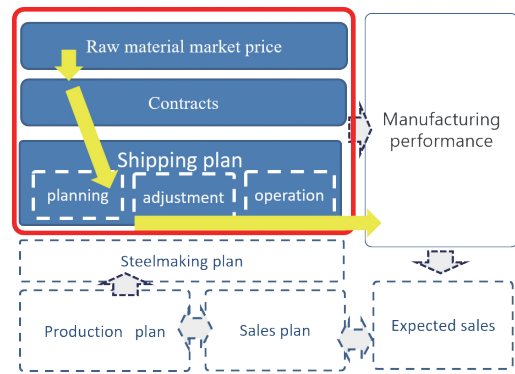 Raw material market price
Contracts
Shipping plan
planning
adjustment
operation
Manufacturing
performance
Steelmaking plan
Production plan
Sales plan
Expected sales